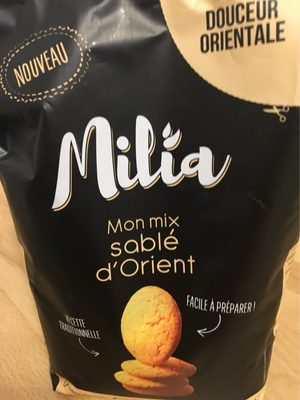 DOUCEUR
ORIENTALE
NOUVEAU
Milia
Mon mix
sablé
d'Orient
RECETTE
TRADITIONNELLE
FACILE À PRÉPARER !